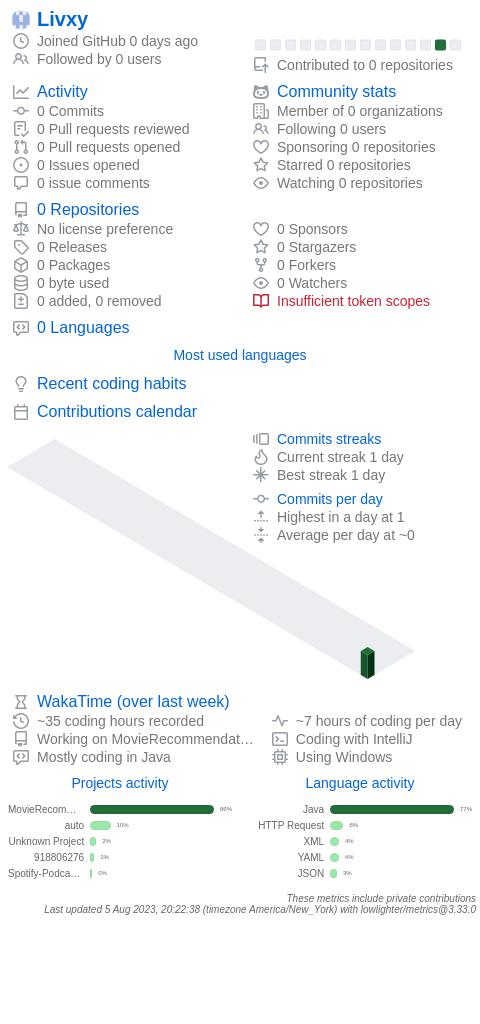 Livxy
Joined GitHub 0 days ago
Followed by 0 users
Contributed to 0 repositories
Activity
0 Commits
0 Pull requests reviewed
0 Pull requests opened
0 Issues opened
0 issue comments
Community stats
Member of 0 organizations
Following 0 users
Sponsoring 0 repositories
Starred 0 repositories
Watching 0 repositories
0 Repositories
No license preference
0 Releases
0 Packages
0 byte used
0 added, 0 removed
0 Sponsors
0 Stargazers
0 Forkers
0 Watchers
Insufficient token scopes
0 Languages
Most used languages
Recent coding habits
Contributions calendar
Commits streaks
Current streak 1 day
Best streak 1 day
Commits per day
Highest in a day at 1
Average per day at ~0
WakaTime (over last week)
~35 coding hours recorded
Working on MovieRecommendat…
Mostly coding in Java
~7 hours of coding per day
Coding with IntelliJ
Using Windows
Projects activity
MovieRecom… 86%
auto 10%
Unknown Project 2%
918806276 1%
Spotify-Podca… 0%
Language activity
Java 77%
HTTP Request 6%
XML 4%
YAML 4%
JSON 3%
These metrics include private contributions
Last updated 5 Aug 2023, 20:22:38 (timezone America/New_York) with lowlighter/metrics@3.33.0